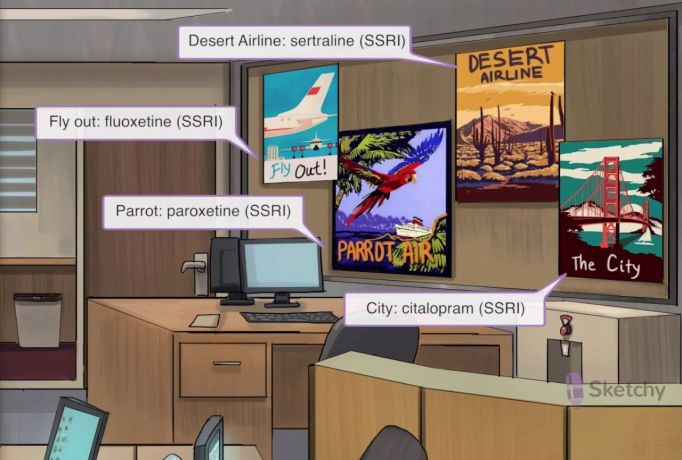 Desert Airline: sertraline (SSRI)
DESERT
AIRLINE
Fly out: fluoxetine (SSRI)
Fly Out!
Parrot: paroxetine (SSRI)
PARROT AIR
The City
City: citalopram (SSRI)
Sketchy